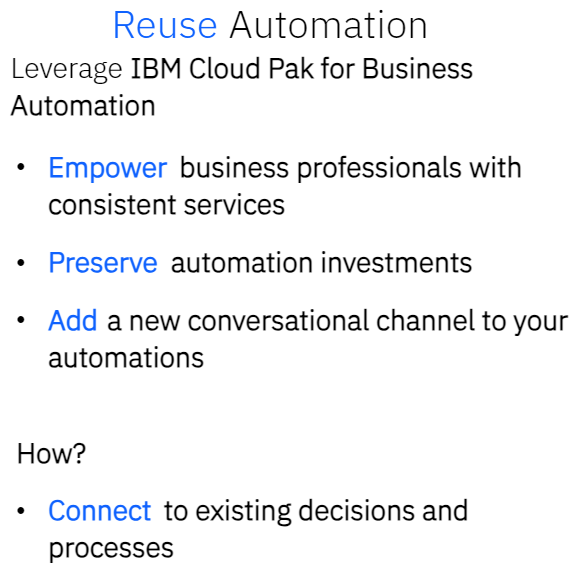 Reuse Automation
Leverage IBM Cloud Pak for Business
Automation
• Empower business professionals with
consistent services
• Preserve automation investments
• Add a new conversational channel to your
automations
How?
• Connect to existing decisions and
processes